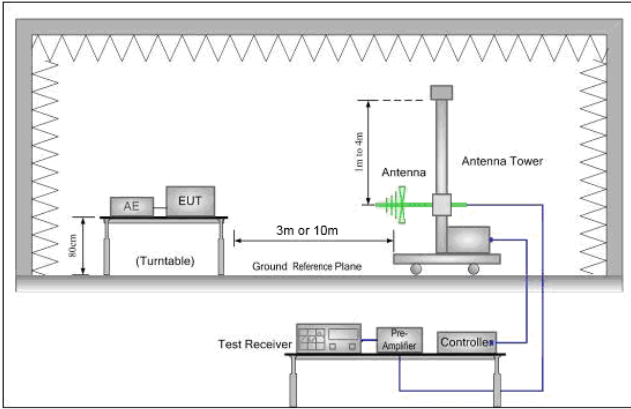 1m to 4m
Antenna
Antenna Tower
AE
EUT
80cm
(Turntable)
3m or 10m
Ground Reference Plane
Test Receiver
Pre-
Amplifier
Controller